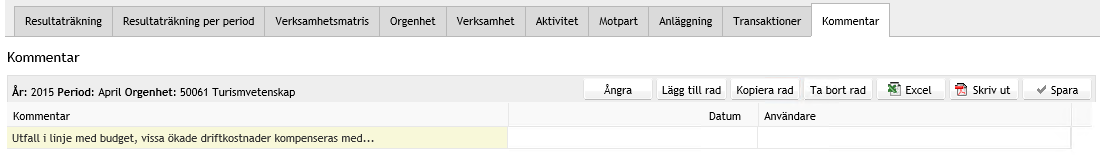 Resultaträkning Resultaträkning per period Verksamhetsmatris Orgenhet Verksamhet Aktivitet Motpart Anläggning Transaktioner Kommentar
Kommentar
År: 2015 Period: April Orgenhet: 50061 Turismvetenskap Ångra Lägg till rad Kopiera rad Ta bort rad Excel Skriv ut Spara
Kommentar Datum Användare
Utfall i linje med budget, vissa ökade driftkostnader kompenseras med...